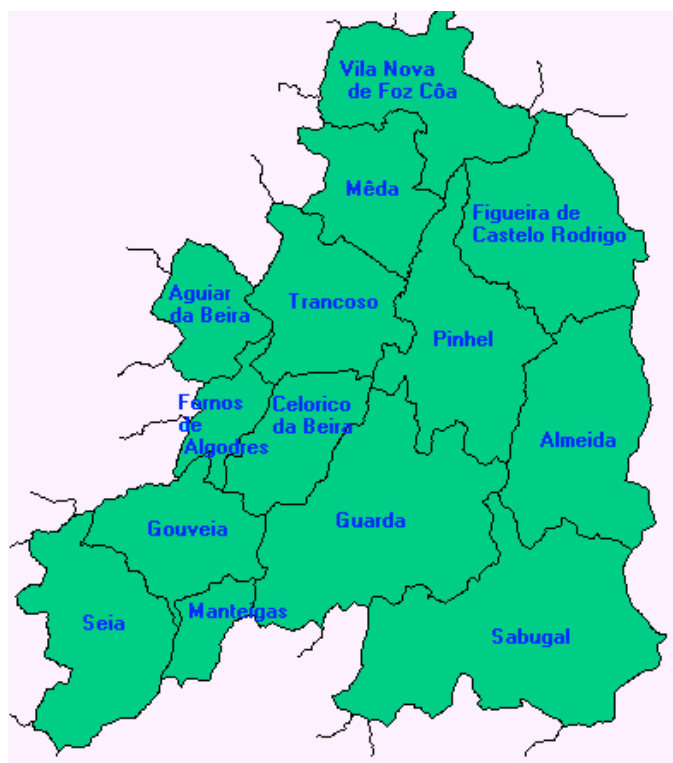 Vila Nova
de Foz Côa
Mêda
Figueira de
Castelo Rodrigo
Aguiar
da Beira
Trancoso
Pinhel
Fornos
de
Algodres
Celorico
da Beira
Almeida
Guarda
Gouveia
Manteigas
Seia
Sabugal